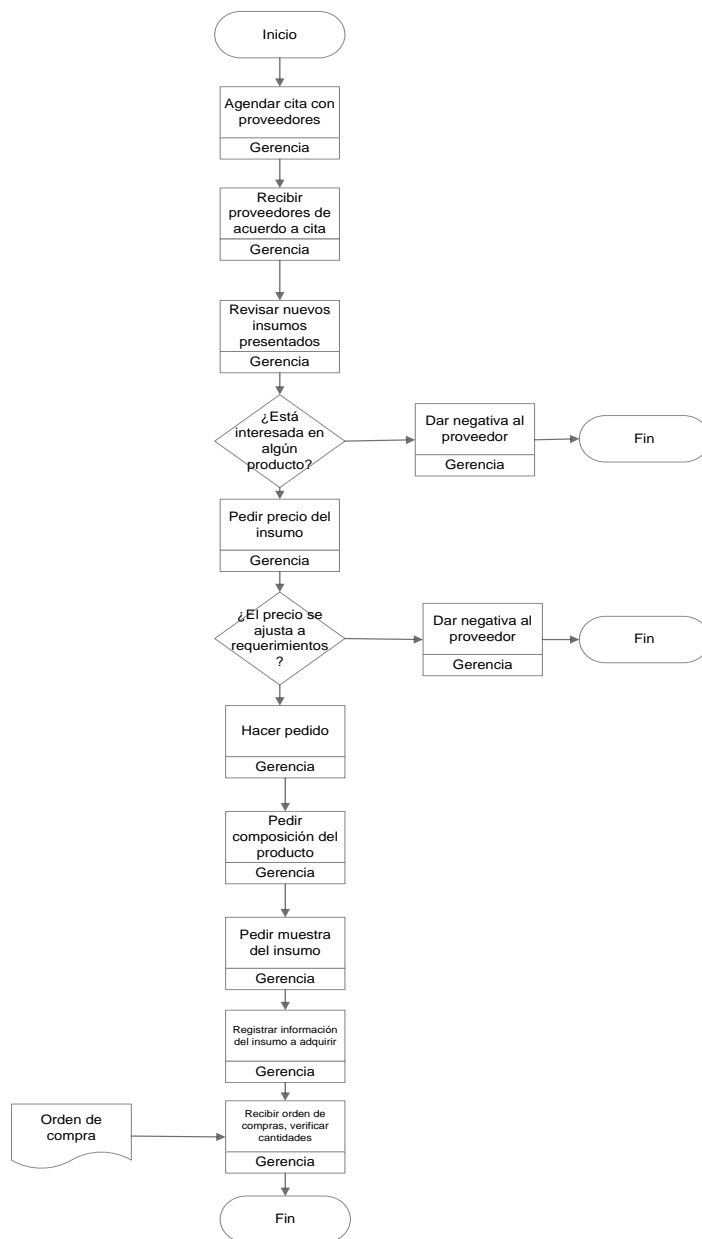 Inicio
Agendar cita con
proveedores
Gerencia
Recibir
proveedores de
acuerdo a cita
Gerencia
Revisar nuevos
insumos
presentados
Gerencia
¿Está
interesada en
algún
producto?
Dar negativa al
proveedor
Gerencia
Fin
Pedir precio del
insumo
Gerencia
¿El precio se
ajusta a
requerimientos
?
Dar negativa al
proveedor
Gerencia
Fin
Hacer pedido
Gerencia
Pedir
composición del
producto
Gerencia
Pedir muestra
del insumo
Gerencia
Registrar información
del insumo a adquirir
Gerencia
Orden de
compra
Recibir orden de
compras, verificar
cantidades
Gerencia
Fin